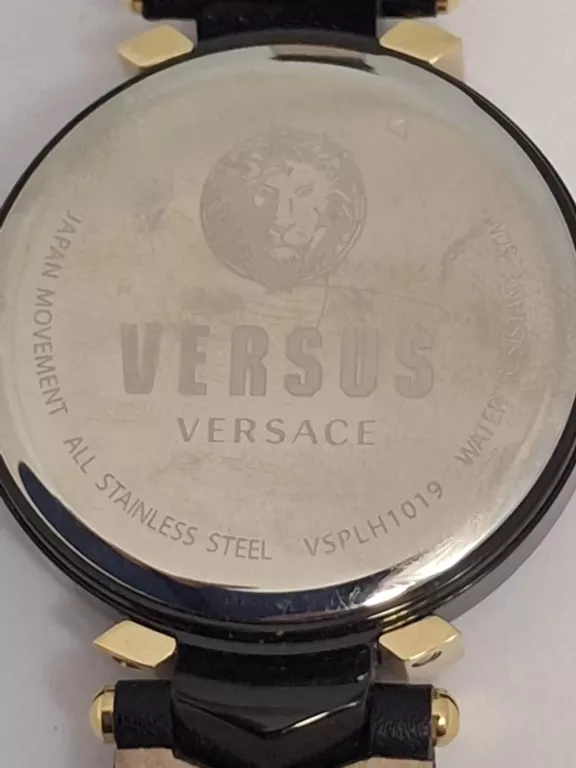 VERSUS
VERSACE
JAPAN MOVEMENT ALL STAINLESS STEEL VSPLH1019 WATER